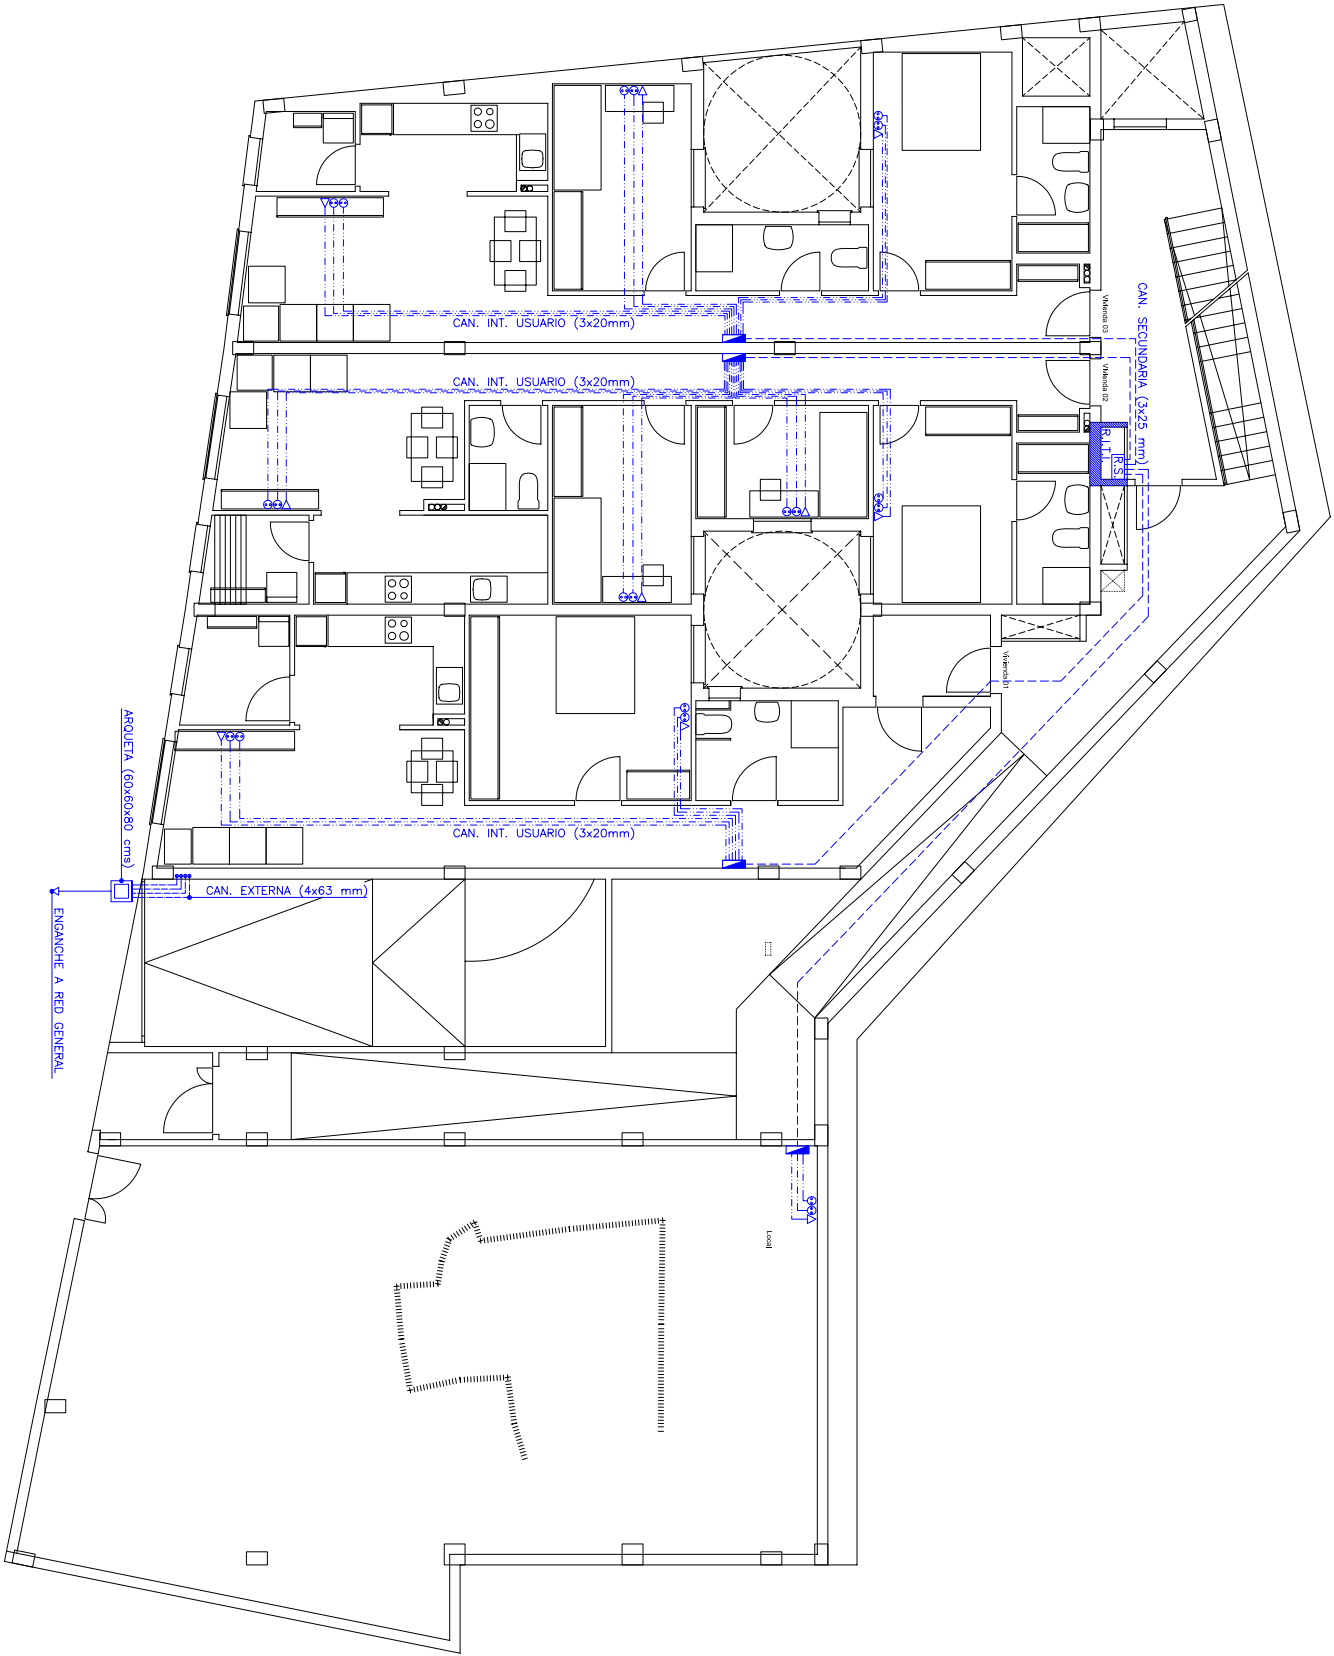 CAN. INT. USUARIO (3x20mm)
Vivienda 03
CAN. SECUNDARIA (3x25 mm)
CAN. INT. USUARIO (3x20mm)
Vivienda 02
R.I.T.I.
R.S.
Vivienda 01
ARQUETA (60x60x80 cms)
CAN. INT. USUARIO (3x20mm)
CAN. EXTERNA (4x63 mm)
ENGANCHE A RED GENERAL
Local